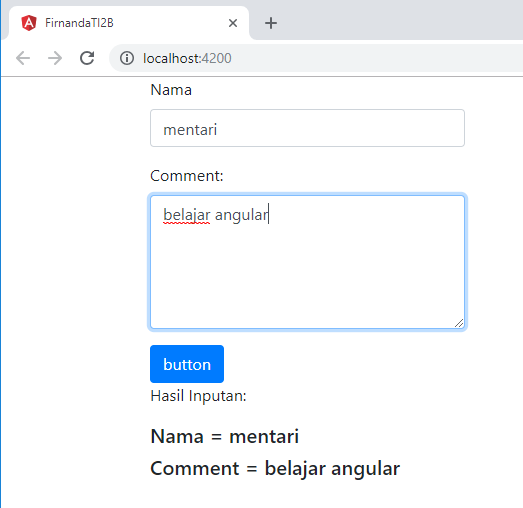 FirnandaTI2B
localhost:4200
Nama
mentari
Comment:
belajar angular
button
Hasil Inputan:
Nama = mentari
Comment = belajar angular